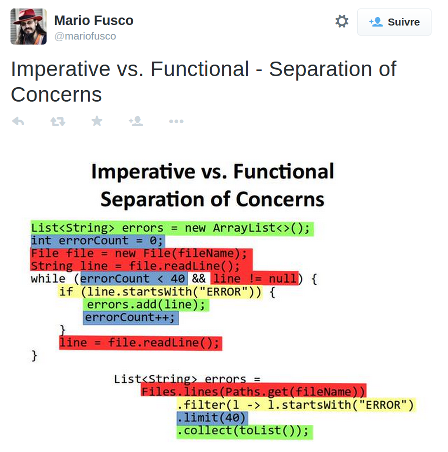 Mario Fusco
@mariofusco
Suivre
Imperative vs. Functional - Separation of
Concerns
Imperative vs. Functional
Separation of Concerns
List<String> errors = new ArrayList<>();
int errorCount = 0;
File file = new File(fileName);
String line = file.readLine();
while (errorCount < 40 && line != null) {
if (line.startsWith("ERROR")) {
errors.add(line);
errorCount++;
}
line = file.readLine();
}
List<String> errors =
Files.lines(Paths.get(fileName))
.filter(l -> l.startsWith("ERROR")
.limit(40)
.collect(toList());